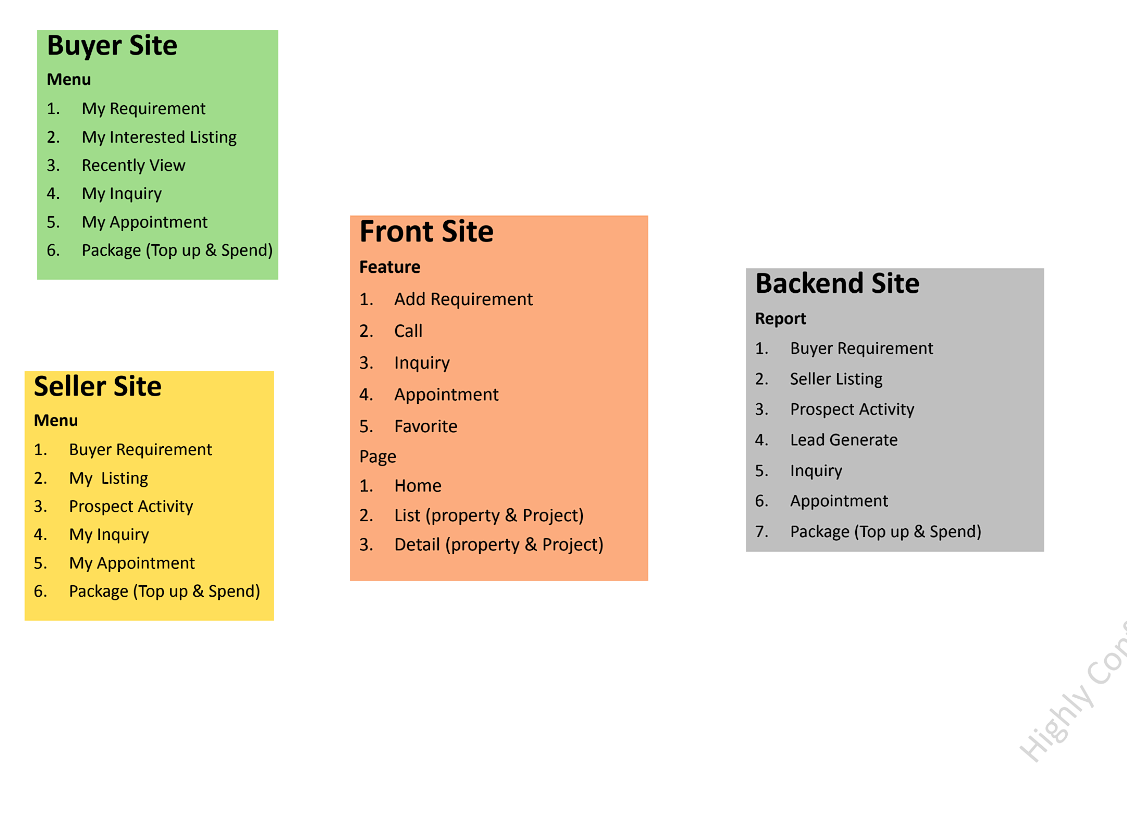 Buyer Site
Menu
1. My Requirement
2. My Interested Listing
3. Recently View
4. My Inquiry
5. My Appointment
6. Package (Top up & Spend)
Seller Site
Menu
1. Buyer Requirement
2. My  Listing
3. Prospect Activity
4. My Inquiry
5. My Appointment
6. Package (Top up & Spend)
Front Site
Feature
1. Add Requirement
2. Call
3. Inquiry
4. Appointment
5. Favorite
Page
1. Home
2. List (property & Project)
3. Detail (property & Project)
Backend Site
Report
1. Buyer Requirement
2. Seller Listing
3. Prospect Activity
4. Lead Generate
5. Inquiry
6. Appointment
7. Package (Top up & Spend)
Highly